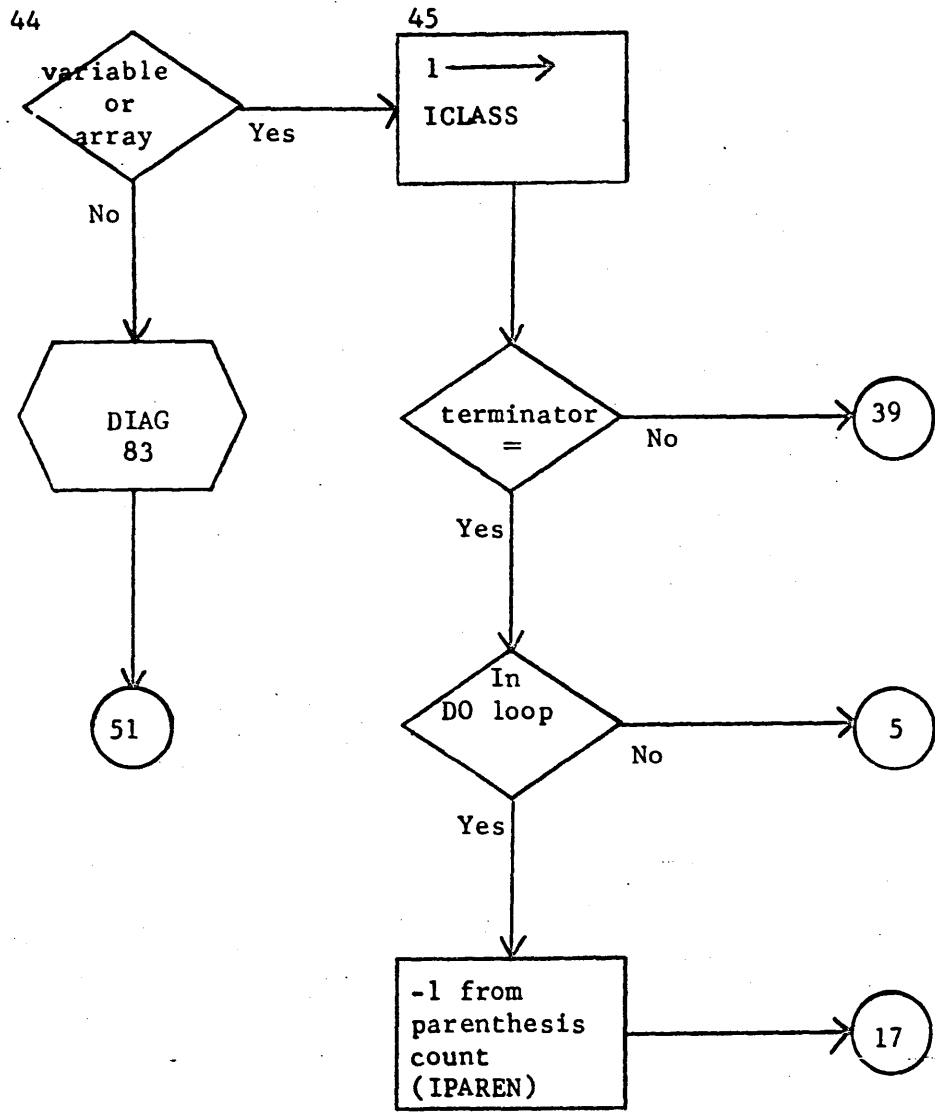 44
variable
or
array
Yes
No
DIAG
83
51
45
1
ICLASS
terminator
=
No
39
Yes
In
DO loop
No
5
Yes
-1 from
parenthesis
count
(IPAREN)
17